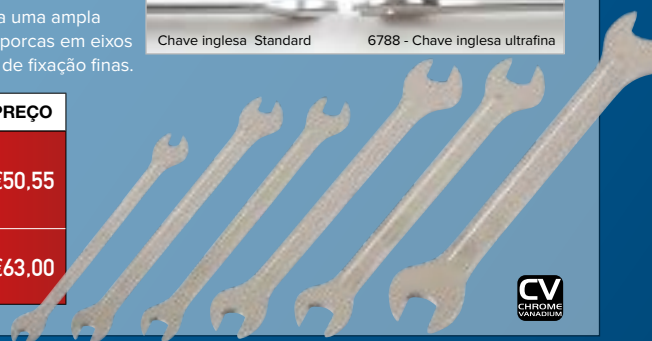 a uma ampla
porcas em eixos
de fixação finas.
Chave inglesa Standard
6788 - Chave inglesa ultrafina
PREÇO
€50,55
€63,00
CV
CHROME
VANADIUM